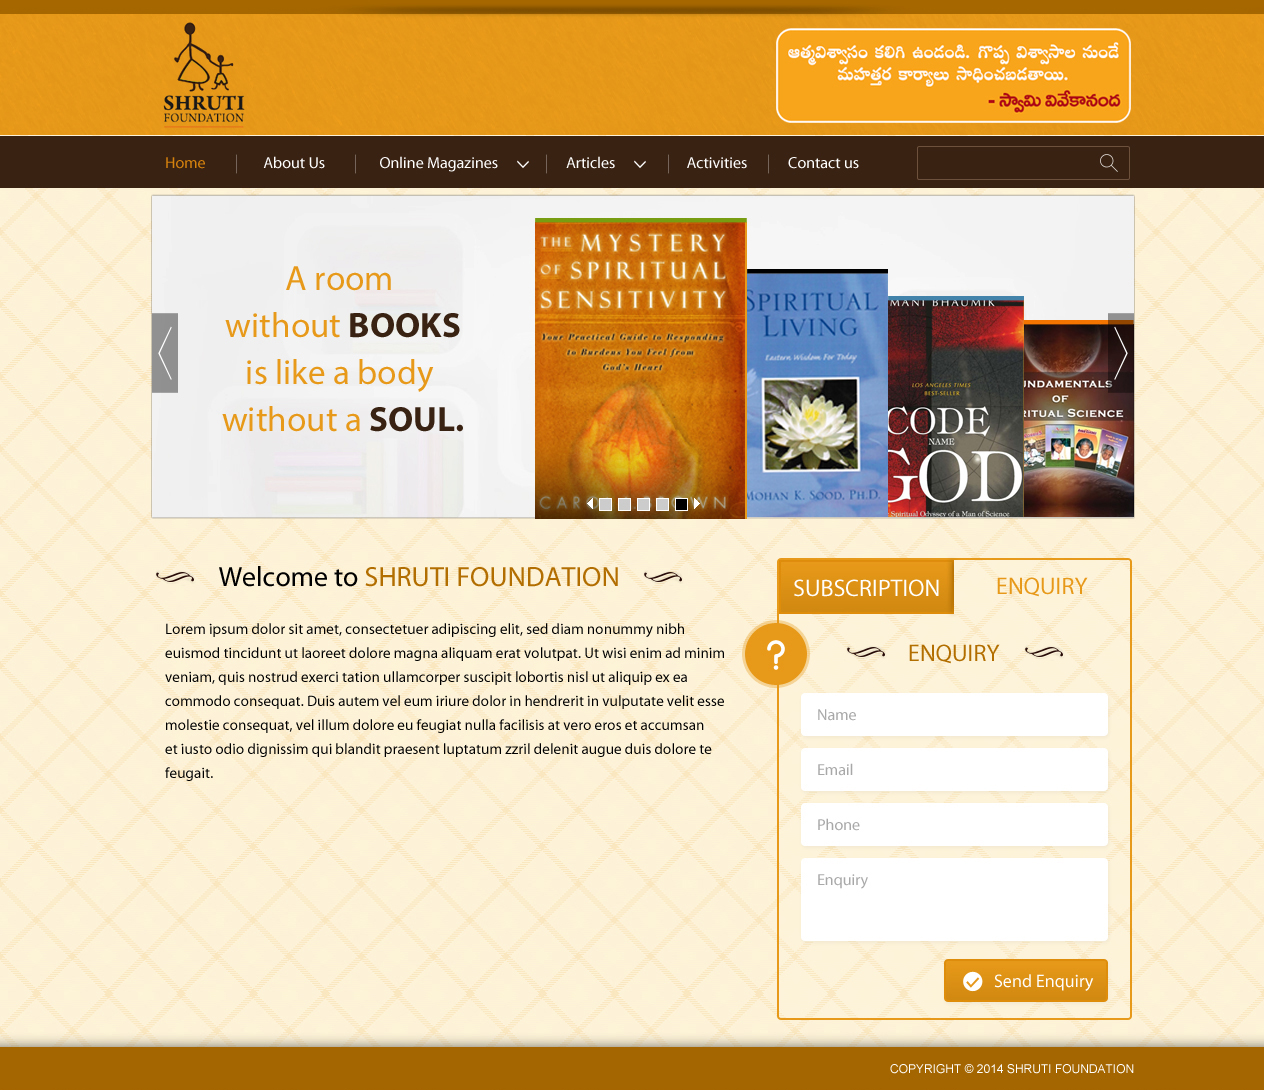 SHRUTI
FOUNDATION
ఆత్మవిశ్వాసం కలిగి ఉండండి. గొప్ప విశ్వాసాల నుండే
మహత్తర కార్యాలు సాధించబడతాయి.
- స్వామి వివేకానంద
Home
About Us
Online Magazines
Articles
Activities
Contact us
A room
without BOOKS
is like a body
without a SOUL.
THE MYSTERY
OF SPIRITUAL
SENSITIVITY
Your Practical Guide to Responding
to Burdens You Feel from
God's Heart
SPIRITUAL
LIVING
Eastern Wisdom For Today
MOHAN K. SOOD, PH.D.
MANI BHAUMIK
LOS ANGELES TIMES
BEST-SELLER
CODE
NAME
GOD
Spiritual Odyssey of a Man of Science
UNDAMENTALS
OF
RITUAL SCIENCE
Welcome to SHRUTI FOUNDATION
Lorem ipsum dolor sit amet, consectetuer adipiscing elit, sed diam nonummy nibh
euismod tincidunt ut laoreet dolore magna aliquam erat volutpat. Ut wisi enim ad minim
veniam, quis nostrud exerci tation ullamcorper suscipit lobortis nisl ut aliquip ex ea
commodo consequat. Duis autem vel eum iriure dolor in hendrerit in vulputate velit esse
molestie consequat, vel illum dolore eu feugiat nulla facilisis at vero eros et accumsan
et iusto odio dignissim qui blandit praesent luptatum zzril delenit augue duis dolore te
feugait.
SUBSCRIPTION
ENQUIRY
?
ENQUIRY
Name
Email
Phone
Enquiry
Send Enquiry
COPYRIGHT © 2014 SHRUTI FOUNDATION